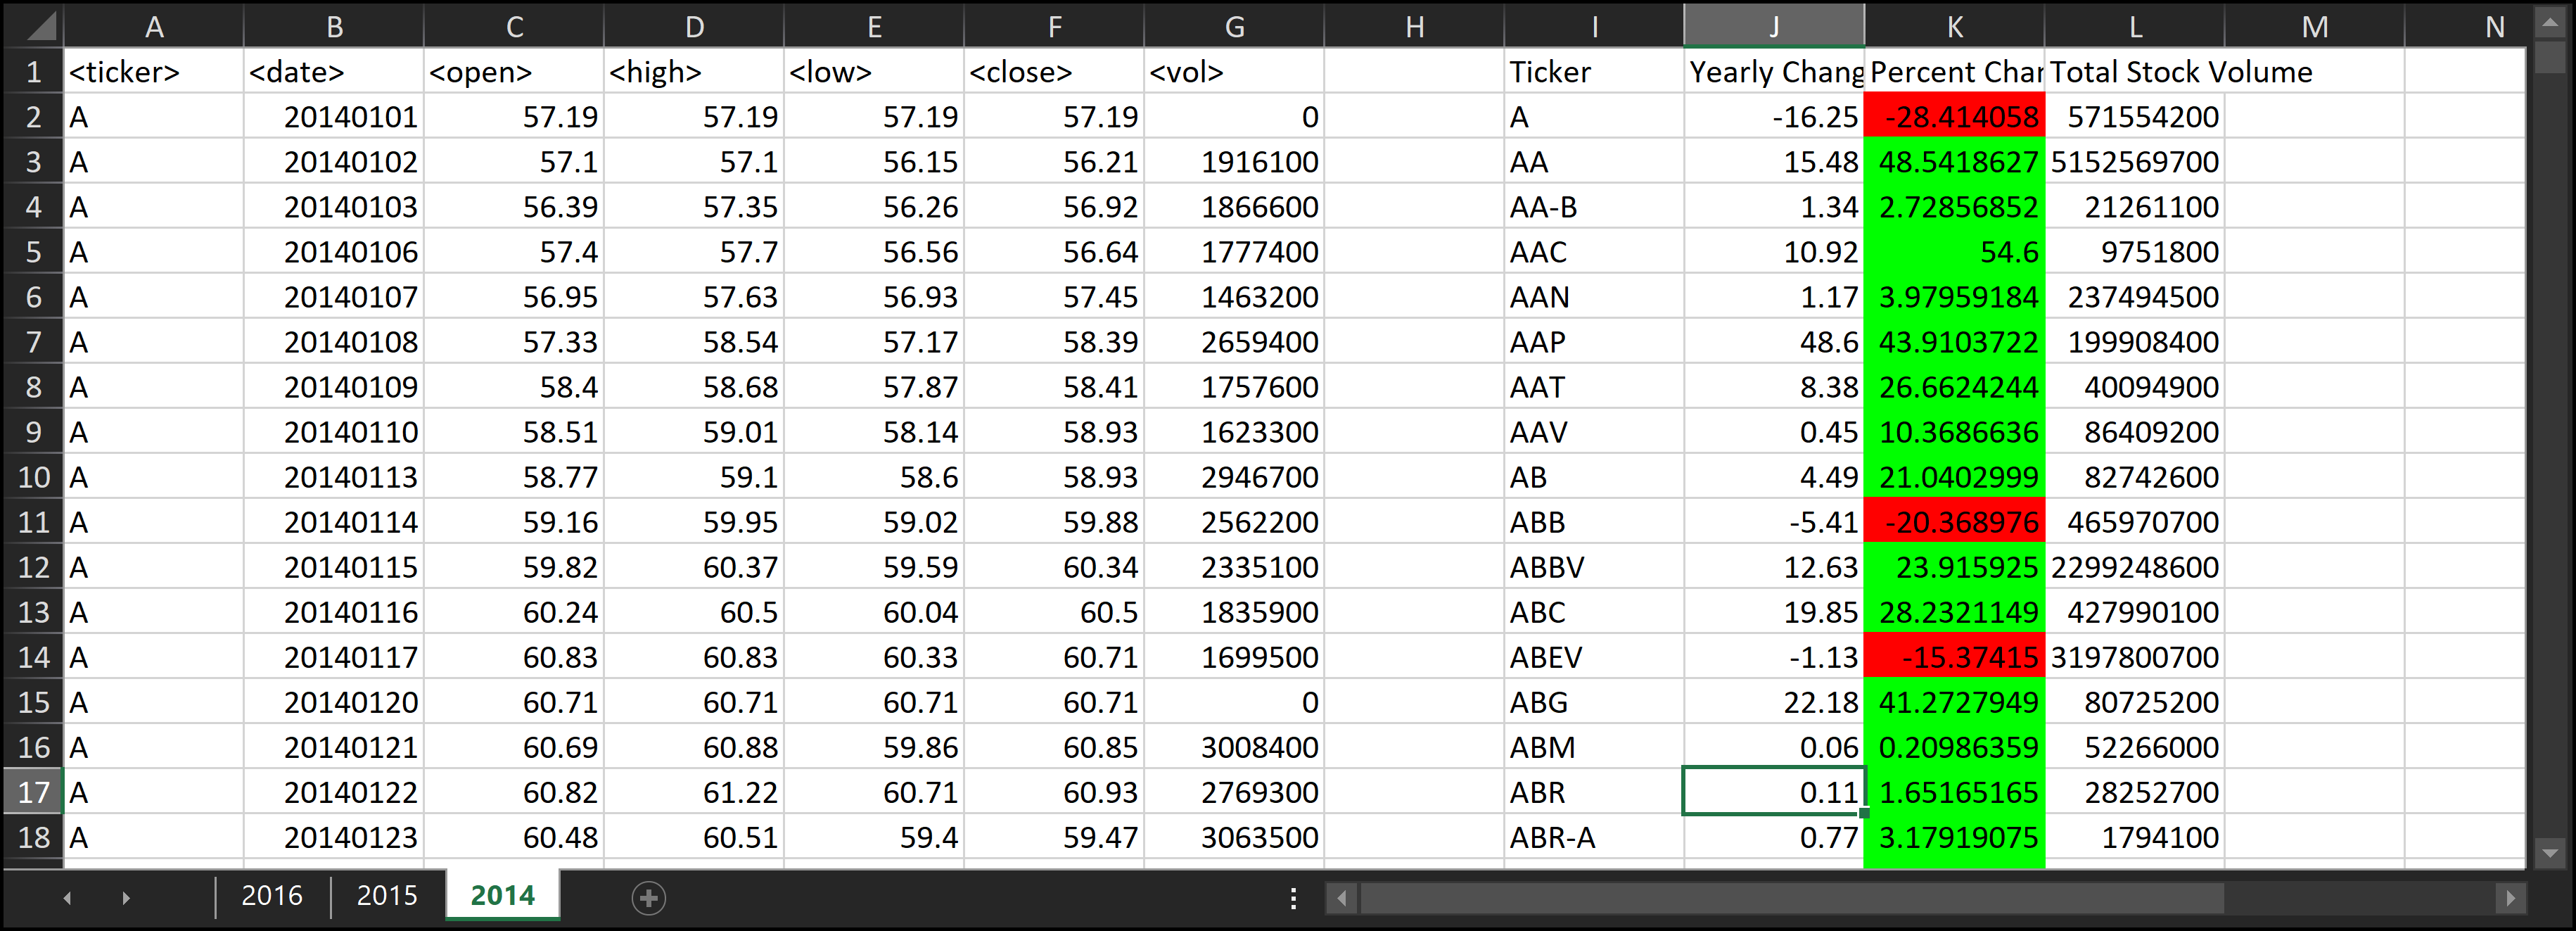 A B C D E F G H I J K L M N
1 <ticker> <date> <open> <high> <low> <close> <vol> Ticker Yearly Chang Percent Char Total Stock Volume
2 A 20140101 57.19 57.19 57.19 57.19 0 A -16.25 -28.414058 571554200
3 A 20140102 57.1 57.1 56.15 56.21 1916100 AA 15.48 48.5418627 5152569700
4 A 20140103 56.39 57.35 56.26 56.92 1866600 AA-B 1.34 2.72856852 21261100
5 A 20140106 57.4 57.7 56.56 56.64 1777400 AAC 10.92 54.6 9751800
6 A 20140107 56.95 57.63 56.93 57.45 1463200 AAN 1.17 3.97959184 237494500
7 A 20140108 57.33 58.54 57.17 58.39 2659400 AAP 48.6 43.9103722 199908400
8 A 20140109 58.4 58.68 57.87 58.41 1757600 AAT 8.38 26.6624244 40094900
9 A 20140110 58.51 59.01 58.14 58.93 1623300 AAV 0.45 10.3686636 86409200
10 A 20140113 58.77 59.1 58.6 58.93 2946700 AB 4.49 21.0402999 82742600
11 A 20140114 59.16 59.95 59.02 59.88 2562200 ABB -5.41 -20.368976 465970700
12 A 20140115 59.82 60.37 59.59 60.34 2335100 ABBV 12.63 23.915925 2299248600
13 A 20140116 60.24 60.5 60.04 60.5 1835900 ABC 19.85 28.2321149 427990100
14 A 20140117 60.83 60.83 60.33 60.71 1699500 ABEV -1.13 -15.37415 3197800700
15 A 20140120 60.71 60.71 60.71 60.71 0 ABG 22.18 41.2727949 80725200
16 A 20140121 60.69 60.88 59.86 60.85 3008400 ABM 0.06 0.20986359 52266000
17 A 20140122 60.82 61.22 60.71 60.93 2769300 ABR 0.11 1.65165165 28252700
18 A 20140123 60.48 60.51 59.4 59.47 3063500 ABR-A 0.77 3.17919075 1794100
2016 2015 2014